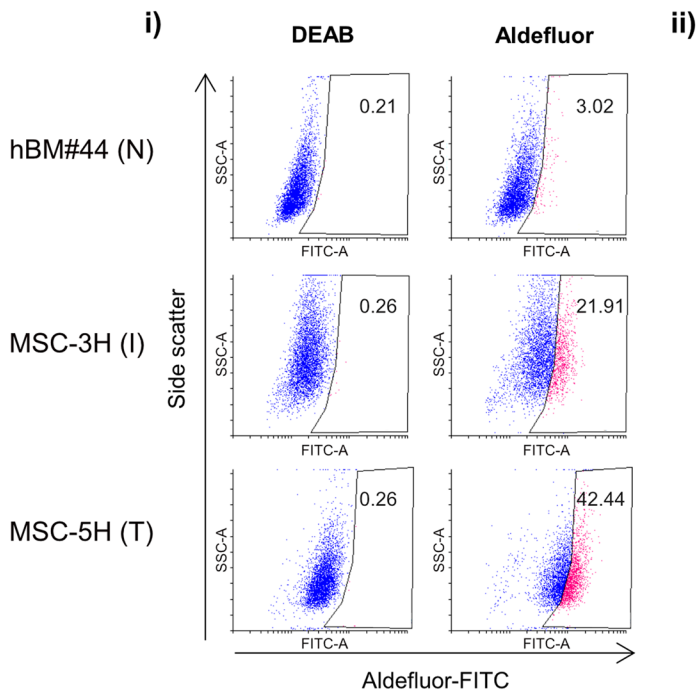 i)
ii)
DEAB
Aldefluor
hBM#44 (N)
SSC-A
0.21
FITC-A
SSC-A
3.02
FITC-A
MSC-3H (I)
SSC-A
0.26
FITC-A
SSC-A
21.91
FITC-A
MSC-5H (T)
SSC-A
0.26
FITC-A
SSC-A
42.44
FITC-A
Side scatter
Aldefluor-FITC